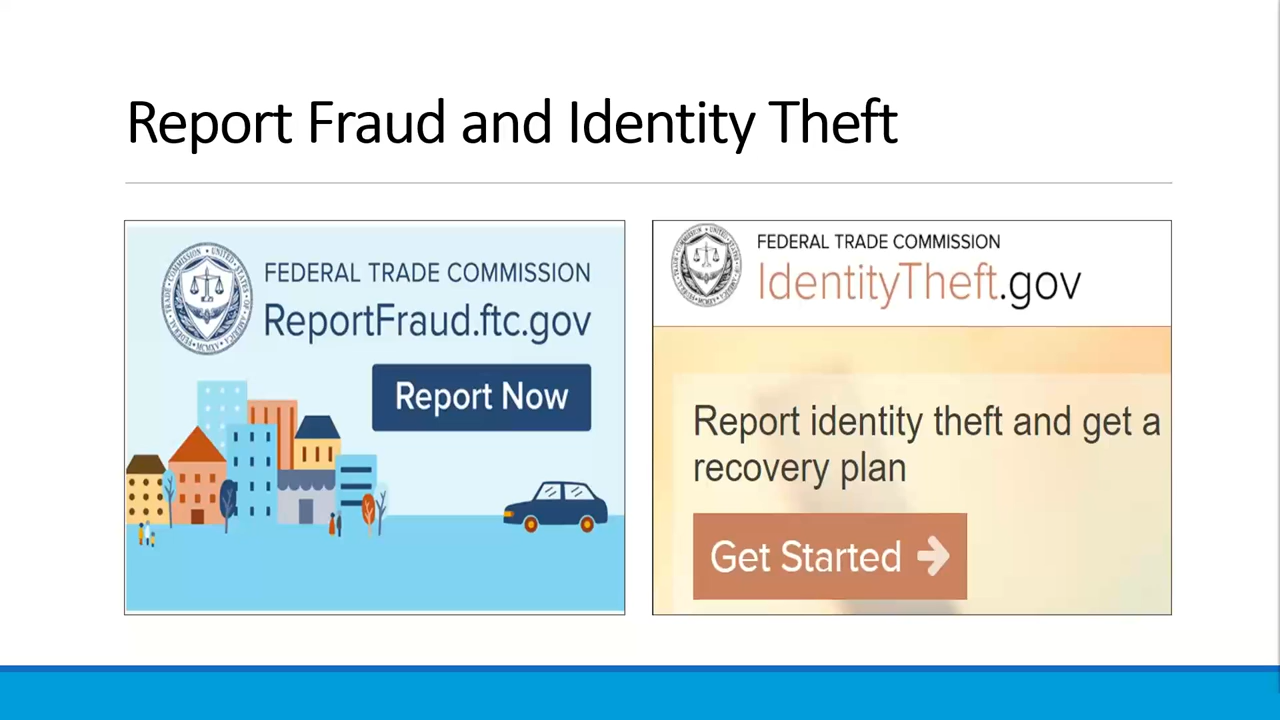 Report Fraud and Identity Theft
FEDERAL TRADE COMMISSION
ReportFraud.ftc.gov
Report Now
FEDERAL TRADE COMMISSION
IdentityTheft.gov
Report identity theft and get a
recovery plan
Get Started